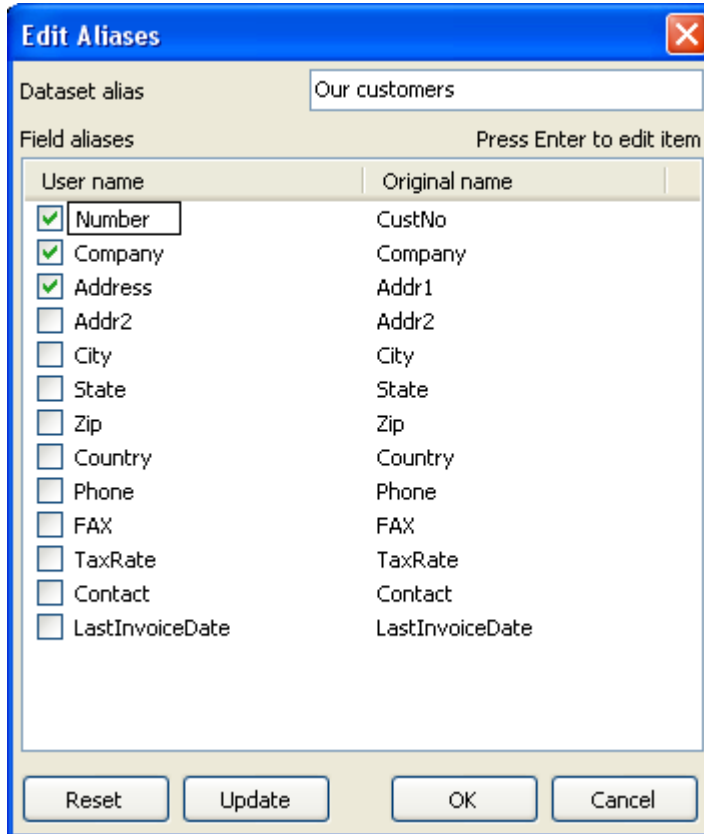 Edit Aliases
Dataset alias Our customers
Field aliases Press Enter to edit item
User name Original name
Number CustNo
Company Company
Address Addr1
Addr2 Addr2
City City
State State
Zip Zip
Country Country
Phone Phone
FAX FAX
TaxRate TaxRate
Contact Contact
LastInvoiceDate LastInvoiceDate
Reset Update OK Cancel